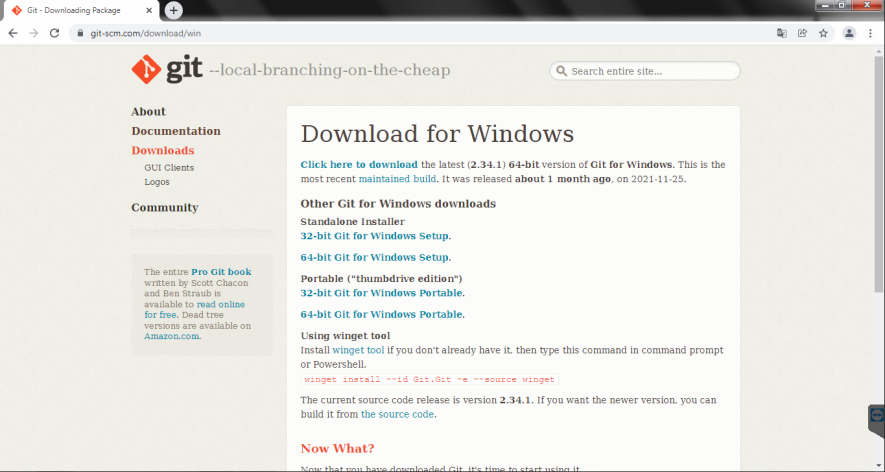 Git - Downloading Package
git-scm.com/download/win
git --local-branching-on-the-cheap
Search entire site...
About
Documentation
Downloads
GUI Clients
Logos
Community
The entire Pro Git book
written by Scott Chacon
and Ben Straub is
available to read online
for free. Dead tree
versions are available on
Amazon.com.
Download for Windows
Click here to download the latest (2.34.1) 64-bit version of Git for Windows. This is the
most recent maintained build. It was released about 1 month ago, on 2021-11-25.
Other Git for Windows downloads
Standalone Installer
32-bit Git for Windows Setup.
64-bit Git for Windows Setup.
Portable ("thumbdrive edition")
32-bit Git for Windows Portable.
64-bit Git for Windows Portable.
Using winget tool
Install winget tool if you don't already have it, then type this command in command prompt
or Powershell.
winget install --id Git.Git -e --source winget
The current source code release is version 2.34.1. If you want the newer version, you can
build it from the source code.
Now What?
Now that you have downloaded Git, it's time to start using it.